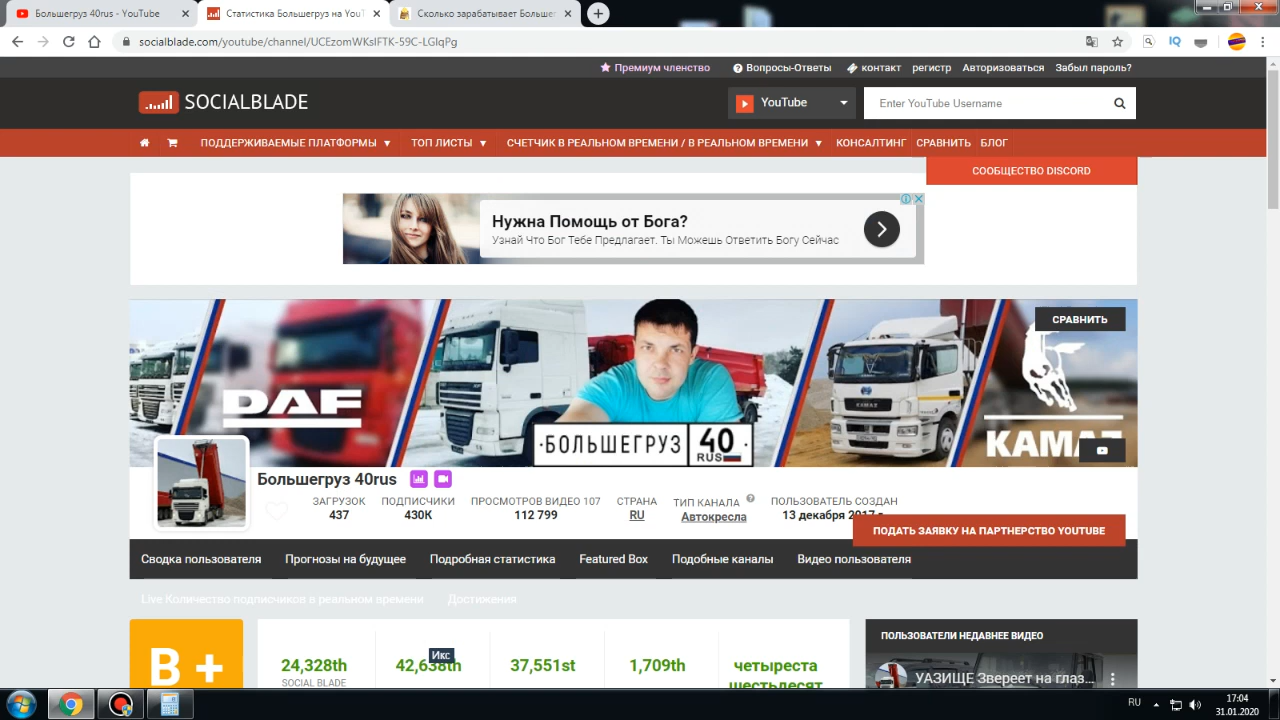 Большегруз 40rus - YouTube
Статистика Большегруз на YouT
Сколько зарабатывает Большег
socialblade.com/youtube/channel/UCEzomWKslFTK-59C-LGlqPg
Премиум членство
Вопросы-Ответы
контакт
регистр
Авторизоваться
Забыл пароль?
SOCIALBLADE
YouTube
Enter YouTube Username
ПОДДЕРЖИВАЕМЫЕ ПЛАТФОРМЫ
ТОП ЛИСТЫ
СЧЕТЧИК В РЕАЛЬНОМ ВРЕМЕНИ / В РЕАЛЬНОМ ВРЕМЕНИ
КОНСАЛТИНГ
СРАВНИТЬ
БЛОГ
СООБЩЕСТВО DISCORD
Нужна Помощь от Бога?
Узнай Что Бог Тебе Предлагает. Ты Можешь Ответить Богу Сейчас
СРАВНИТЬ
DAF
·БОЛЬШЕГРУЗ· 40
RUS
KAMAZ
КАМАZ
Большегруз 40rus
ЗАГРУЗОК
437
ПОДПИСЧИКИ
430К
ПРОСМОТРОВ ВИДЕО 107
112 799
СТРАНА
RU
ТИП КАНАЛА
Автокресла
ПОЛЬЗОВАТЕЛЬ СОЗДАН
13 декабря 2017 г.
ПОДАТЬ ЗАЯВКУ НА ПАРТНЕРСТВО YOUTUBE
Сводка пользователя
Прогнозы на будущее
Подробная статистика
Featured Box
Подобные каналы
Видео пользователя
Live Количество подписчиков в реальном времени
Достижения
B +
24,328th
SOCIAL BLADE
42,638th
Икс
37,551st
1,709th
четыреста
шестьдесят
ПОЛЬЗОВАТЕЛИ НЕДАВНЕЕ ВИДЕО
УАЗИЩЕ Звереет на глаз...
RU
17:04
31.01.2020